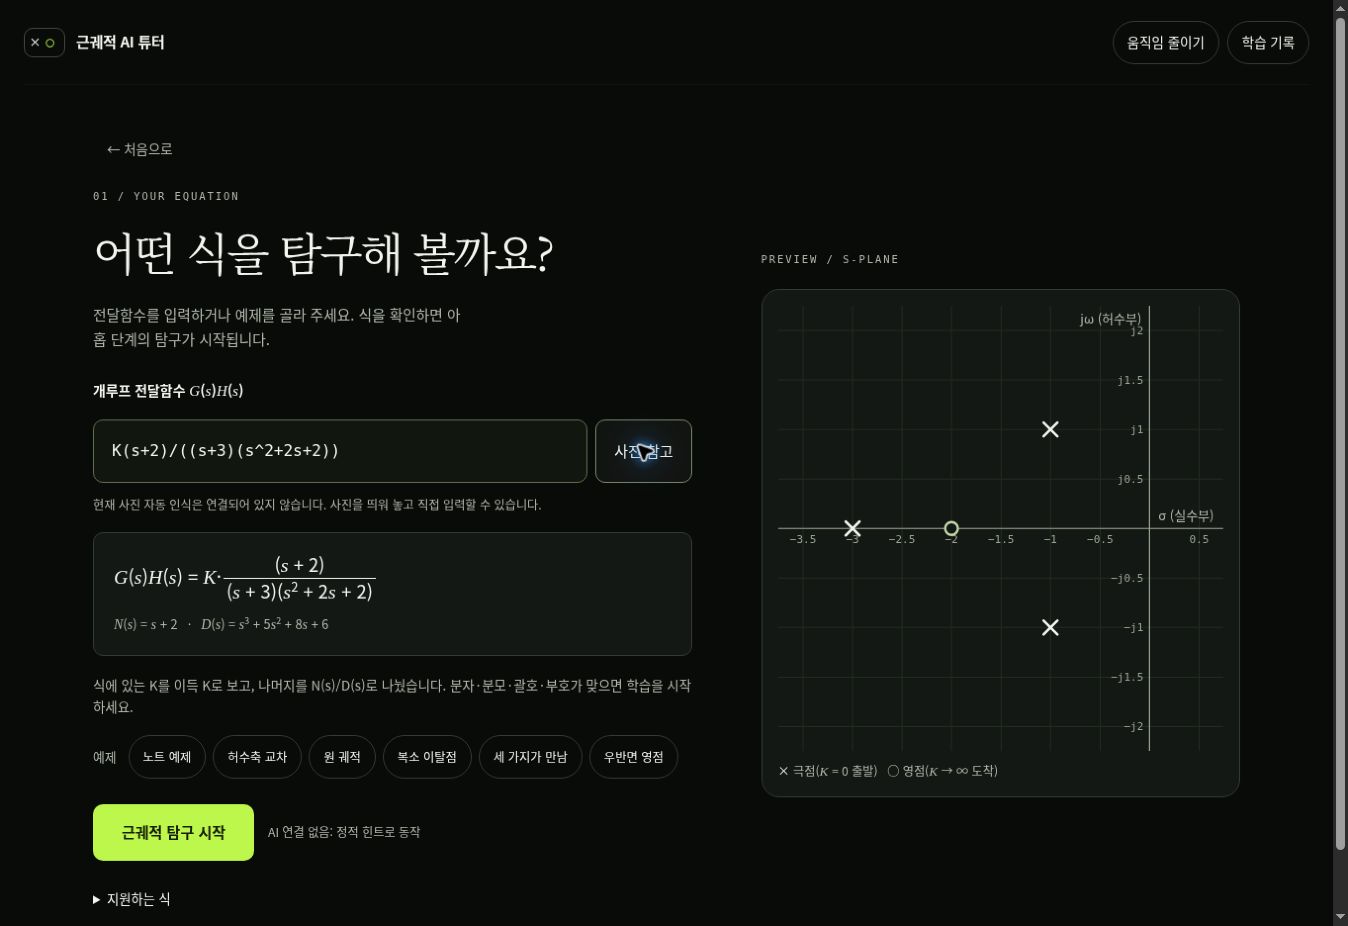 × ○ 근궤적 AI 튜터
움직임 줄이기
학습 기록
← 처음으로
01 / YOUR EQUATION
어떤 식을 탐구해 볼까요?
전달함수를 입력하거나 예제를 골라 주세요. 식을 확인하면 아
홉 단계의 탐구가 시작됩니다.
개루프 전달함수 G(s)H(s)
K(s+2)/((s+3)(s^2+2s+2))
사진 참고
현재 사진 자동 인식은 연결되어 있지 않습니다. 사진을 띄워 놓고 직접 입력할 수 있습니다.
G(s)H(s) = K· (s + 2)
(s + 3)(s² + 2s + 2)
N(s) = s + 2 · D(s) = s³ + 5s² + 8s + 6
식에 있는 K를 이득 K로 보고, 나머지를 N(s)/D(s)로 나눴습니다. 분자·분모·괄호·부호가 맞으면 학습을 시작
하세요.
예제
노트 예제
허수축 교차
원 궤적
복소 이탈점
세 가지가 만남
우반면 영점
근궤적 탐구 시작
AI 연결 없음: 정적 힌트로 동작
▶ 지원하는 식
PREVIEW / S-PLANE
jω (허수부)
j2
j1.5
j1
j0.5
σ (실수부)
−3.5 −3 −2.5 −2 −1.5 −1 −0.5 0.5
−j0.5
−j1
−j1.5
−j2
× 극점(K = 0 출발) ○ 영점(K → ∞ 도착)